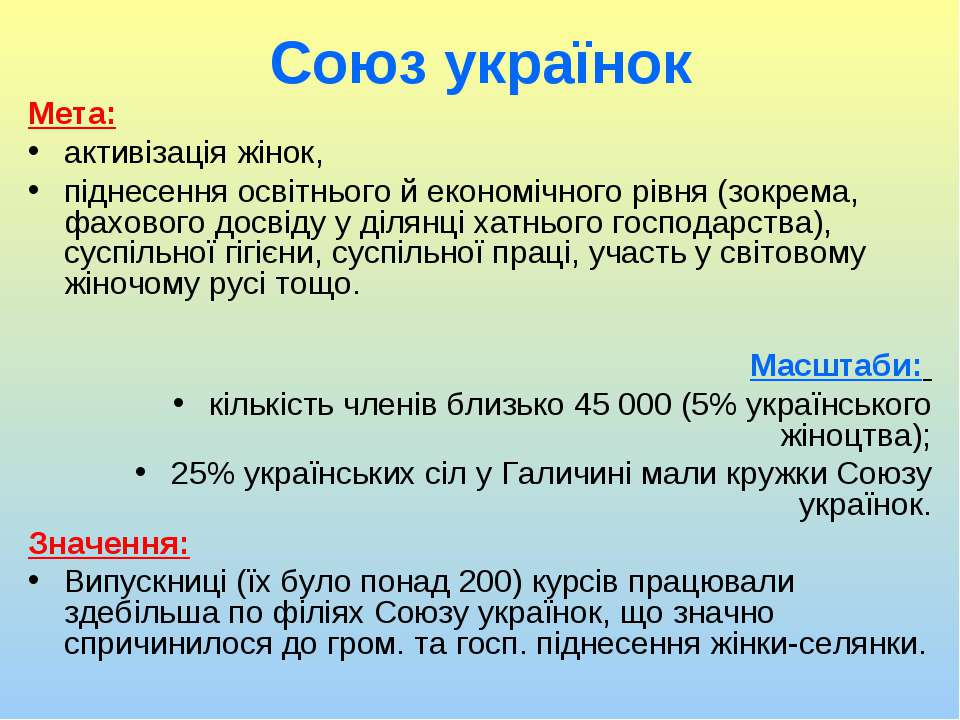 Союз українок
Мета:
• активізація жінок,
• піднесення освітнього й економічного рівня (зокрема,
фахового досвіду у ділянці хатнього господарства),
суспільної гігієни, суспільної праці, участь у світовому
жіночому русі тощо.
Масштаби:
• кількість членів близько 45 000 (5% українського
жіноцтва);
• 25% українських сіл у Галичині мали кружки Союзу
українок.
Значення:
• Випускниці (їх було понад 200) курсів працювали
здебільша по філіях Союзу українок, що значно
спричинилося до гром. та госп. піднесення жінки-селянки.